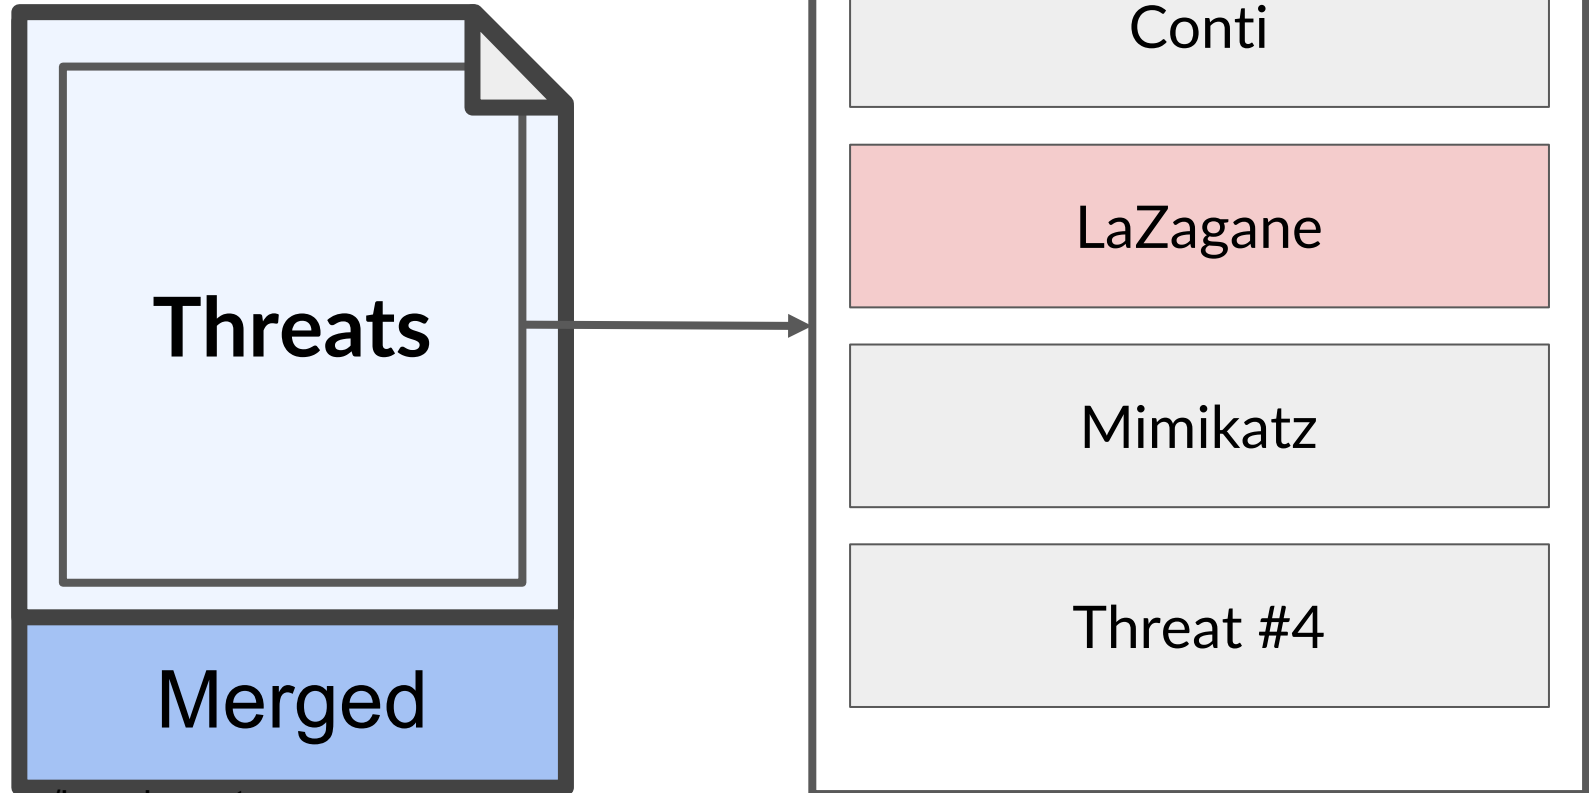 Threats
Merged
Conti
LaZagane
Mimikatz
Threat #4